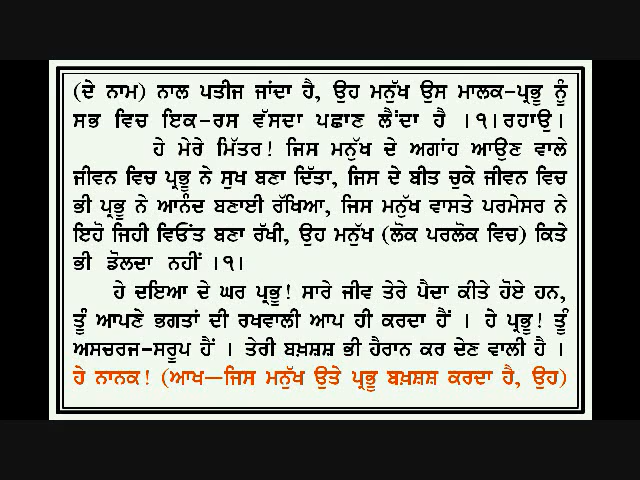 (ਦੇ ਨਾਮ) ਨਾਲ ਪਤੀਜ ਜਾਂਦਾ ਹੈ, ਉਹ ਮਨੁੱਖ ਉਸ ਮਾਲਕ-ਪ੍ਰਭੂ ਨੂੰ
ਸਭ ਵਿਚ ਇਕ-ਰਸ ਵੱਸਦਾ ਪਛਾਣ ਲੈਂਦਾ ਹੈ ।੧।ਰਹਾਉ।
ਹੇ ਮੇਰੇ ਮਿੱਤਰ! ਜਿਸ ਮਨੁੱਖ ਦੇ ਅਗਾਂਹ ਆਉਣ ਵਾਲੇ
ਜੀਵਨ ਵਿਚ ਪ੍ਰਭੂ ਨੇ ਸੁਖ ਬਣਾ ਦਿੱਤਾ, ਜਿਸ ਦੇ ਬੀਤ ਚੁਕੇ ਜੀਵਨ ਵਿਚ
ਭੀ ਪ੍ਰਭੂ ਨੇ ਆਨੰਦ ਬਣਾਈ ਰੱਖਿਆ, ਜਿਸ ਮਨੁੱਖ ਵਾਸਤੇ ਪਰਮੇਸਰ ਨੇ
ਇਹੋ ਜਿਹੀ ਵਿਓਂਤ ਬਣਾ ਰੱਖੀ, ਉਹ ਮਨੁੱਖ (ਲੋਕ ਪਰਲੋਕ ਵਿਚ) ਕਿਤੇ
ਭੀ ਡੋਲਦਾ ਨਹੀਂ ।੧।
ਹੇ ਦਇਆ ਦੇ ਘਰ ਪ੍ਰਭੂ! ਸਾਰੇ ਜੀਵ ਤੇਰੇ ਪੈਦਾ ਕੀਤੇ ਹੋਏ ਹਨ,
ਤੂੰ ਆਪਣੇ ਭਗਤਾਂ ਦੀ ਰਖਵਾਲੀ ਆਪ ਹੀ ਕਰਦਾ ਹੈਂ । ਹੇ ਪ੍ਰਭੂ! ਤੂੰ
ਅਸਚਰਜ-ਸਰੂਪ ਹੈਂ । ਤੇਰੀ ਬਖ਼ਸ਼ਸ਼ ਭੀ ਹੈਰਾਨ ਕਰ ਦੇਣ ਵਾਲੀ ਹੈ ।
ਹੇ ਨਾਨਕ! (ਆਖ—ਜਿਸ ਮਨੁੱਖ ਉਤੇ ਪ੍ਰਭੂ ਬਖ਼ਸ਼ਸ਼ ਕਰਦਾ ਹੈ, ਉਹ)